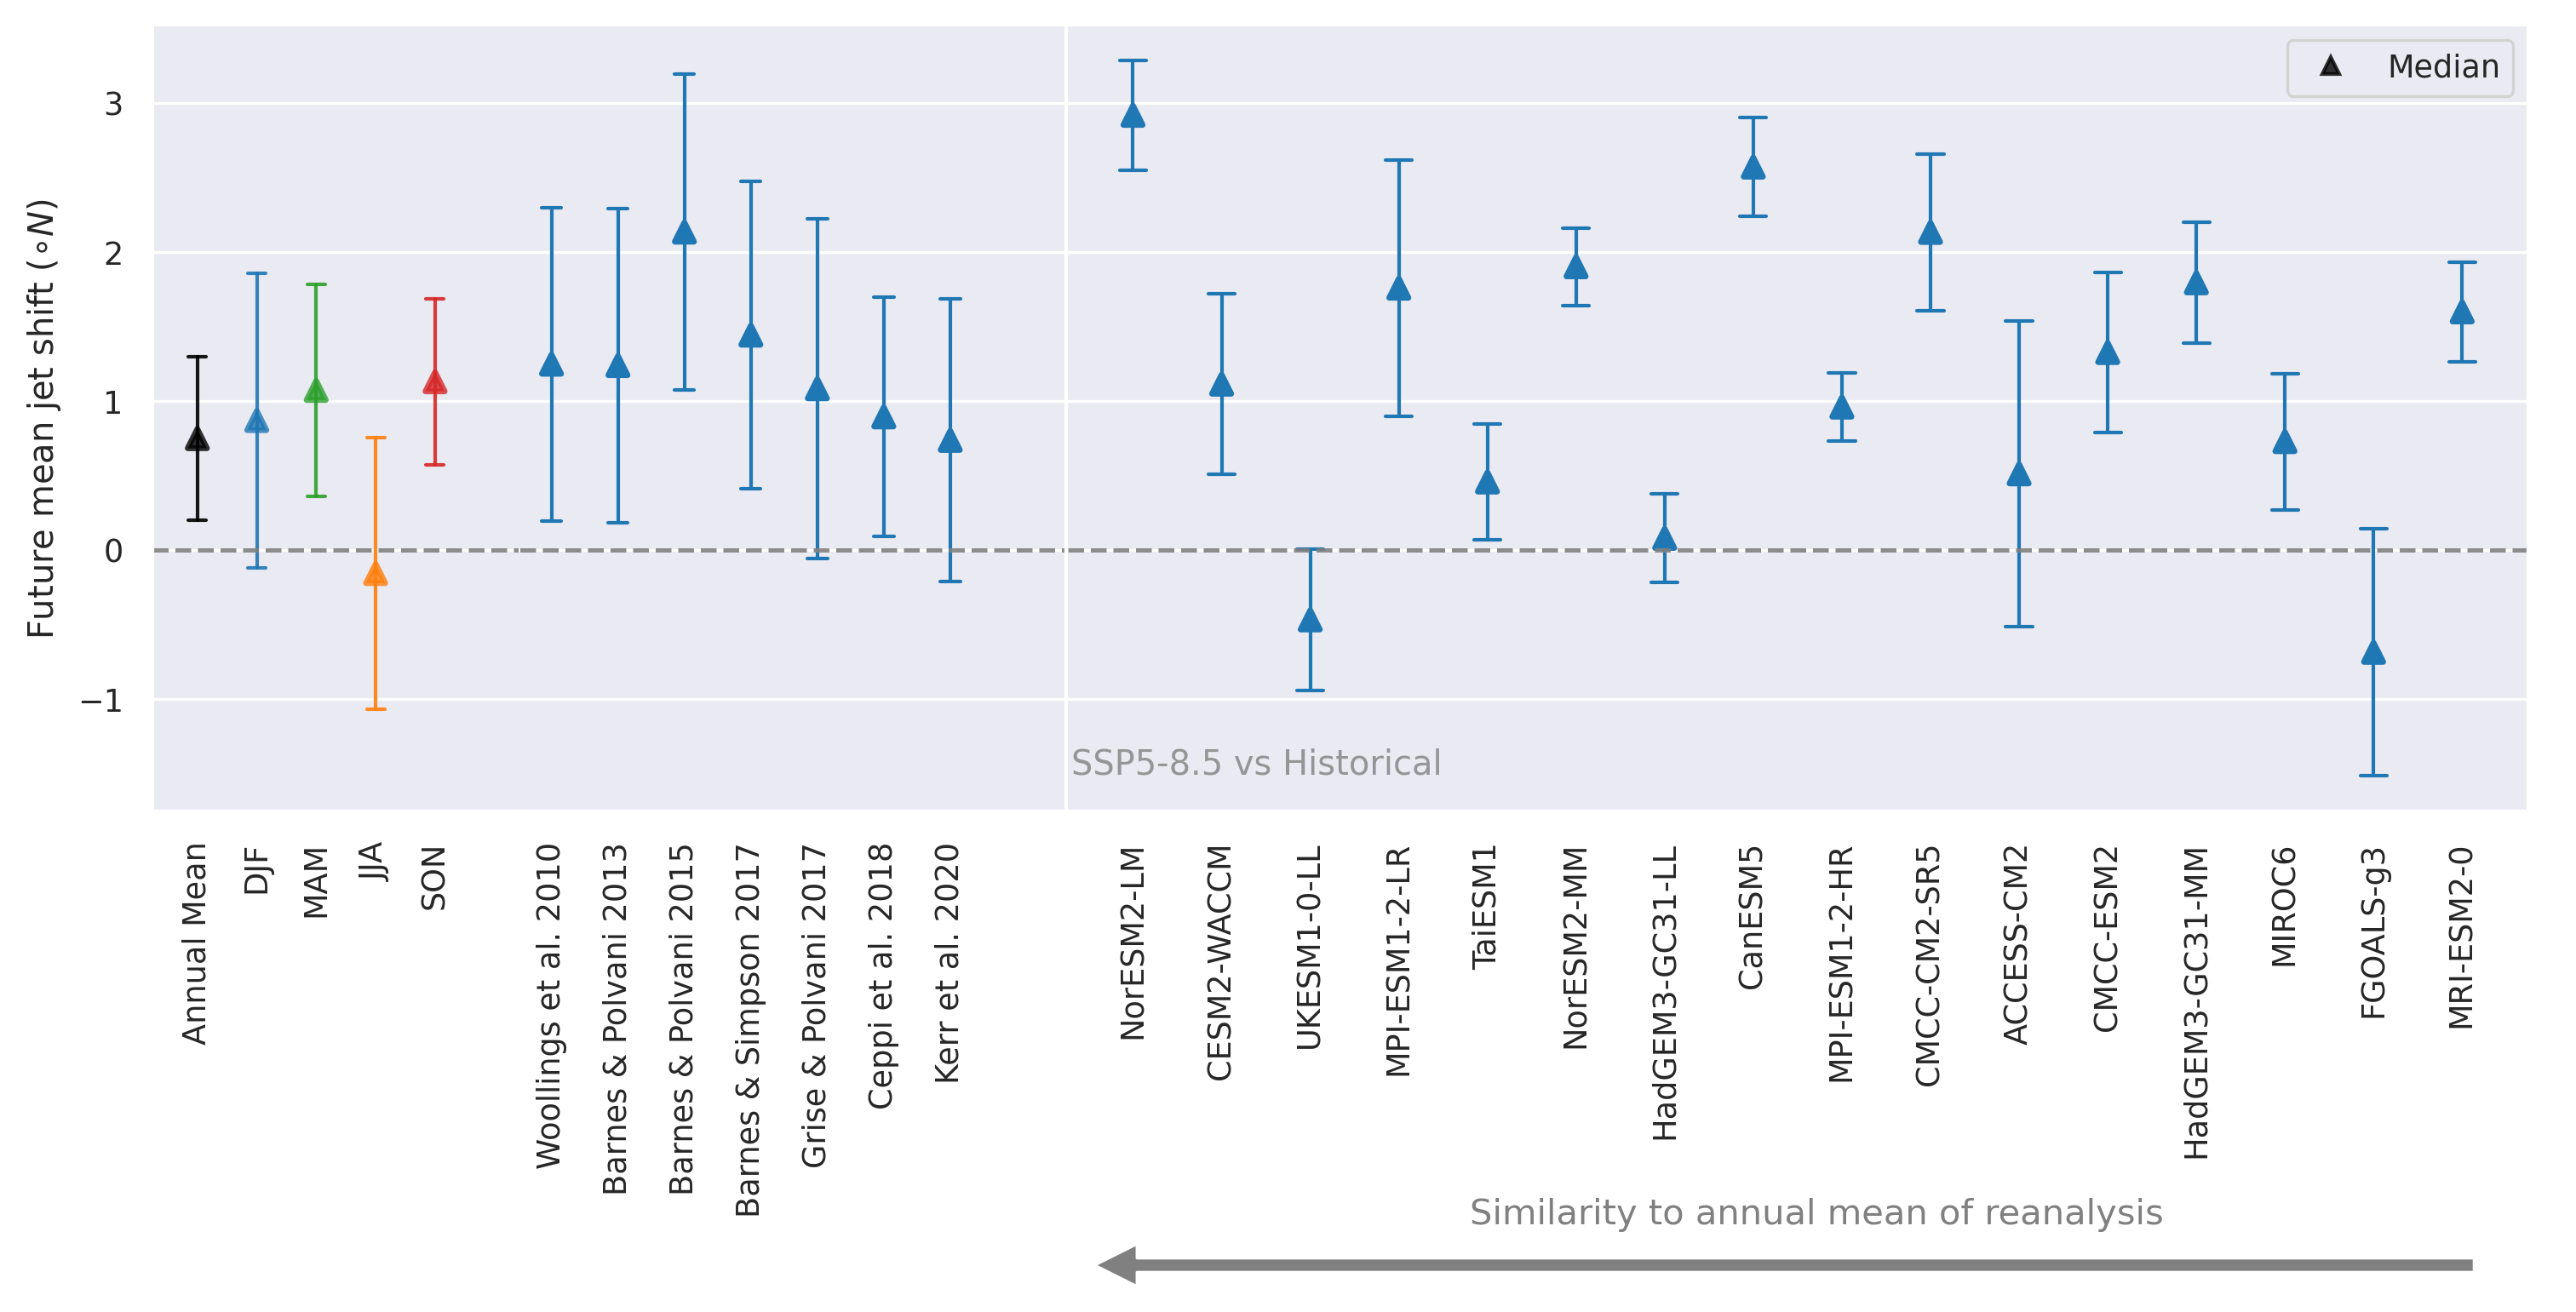 Future mean jet shift (∘N)
3
2
1
0
−1
Median
SSP5-8.5 vs Historical
Annual Mean
DJF
MAM
JJA
SON
Woollings et al. 2010
Barnes & Polvani 2013
Barnes & Polvani 2015
Barnes & Simpson 2017
Grise & Polvani 2017
Ceppi et al. 2018
Kerr et al. 2020
NorESM2-LM
CESM2-WACCM
UKESM1-0-LL
MPI-ESM1-2-LR
TaiESM1
NorESM2-MM
HadGEM3-GC31-LL
CanESM5
MPI-ESM1-2-HR
CMCC-CM2-SR5
ACCESS-CM2
CMCC-ESM2
HadGEM3-GC31-MM
MIROC6
FGOALS-g3
MRI-ESM2-0
Similarity to annual mean of reanalysis